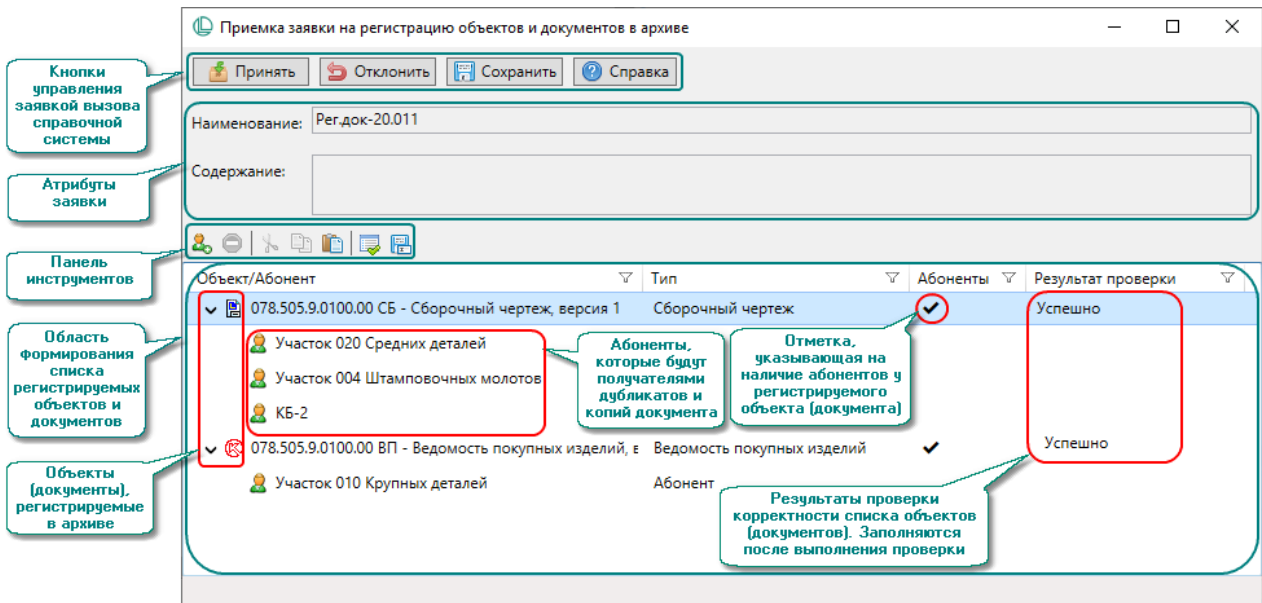 Приемка заявки на регистрацию объектов и документов в архиве
Кнопки
управления
заявкой вызова
справочной
системы
Принять
Отклонить
Сохранить
Справка
Наименование:
Рег.док-20.011
Содержание:
Атрибуты
заявки
Панель
инструментов
Объект/Абонент
Тип
Абоненты
Результат проверки
078.505.9.0100.00 СБ - Сборочный чертеж, версия 1
Сборочный чертеж
Успешно
Область
формирования
списка
регистрируемых
объектов и
документов
Участок 020 Средних деталей
Участок 004 Штамповочных молотов
КБ-2
Абоненты,
которые будут
получателями
дубликатов и
копий документа
Отметка,
указывающая на
наличие абонентов у
регистрируемого
объекта (документа)
078.505.9.0100.00 ВП - Ведомость покупных изделий, в
Ведомость покупных изделий
Успешно
Объекты
(документы),
регистрируемые
в архиве
Участок 010 Крупных деталей
Абонент
Результаты проверки
корректности списка объектов
(документов). Заполняются
после выполнения проверки